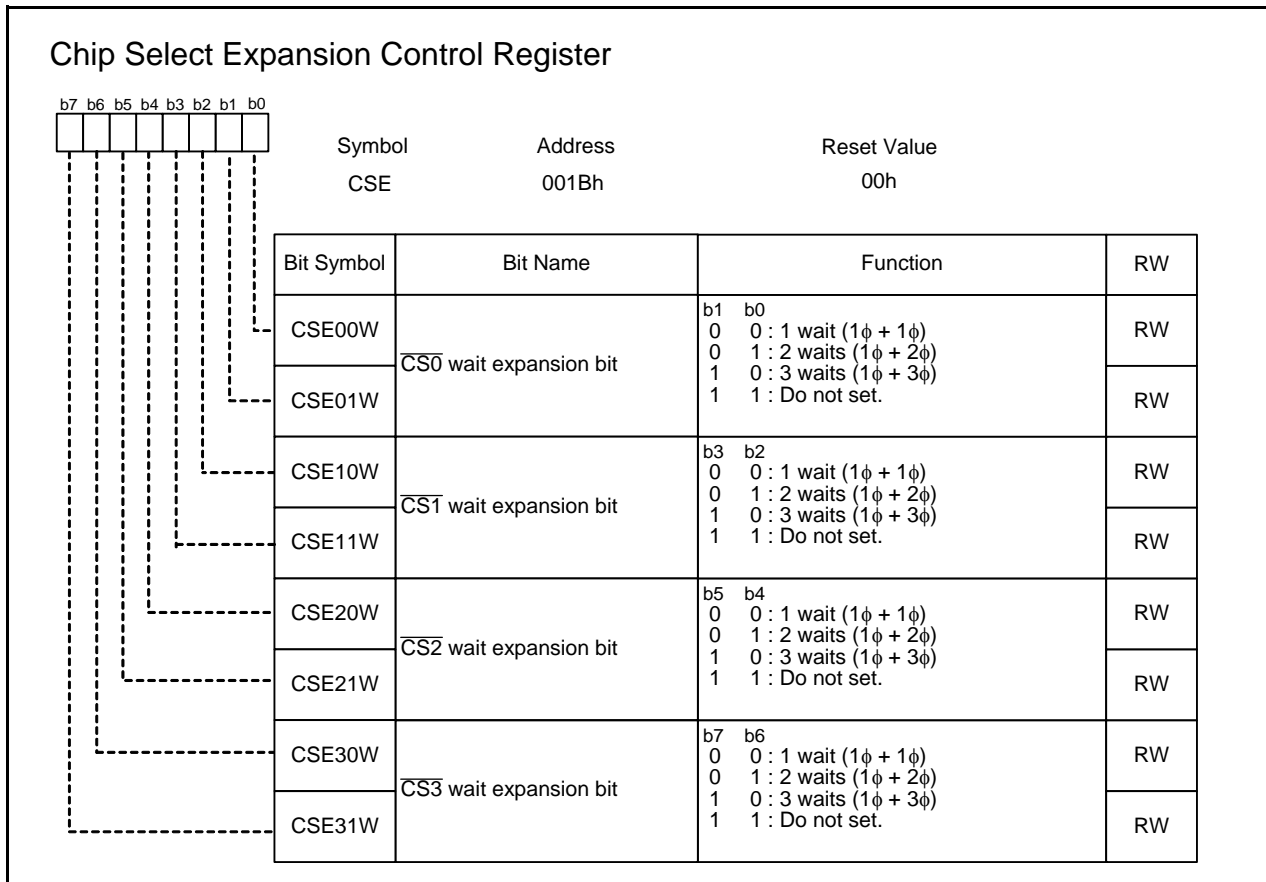 Chip Select Expansion Control Register
b7 b6 b5 b4 b3 b2 b1 b0
Symbol Address Reset Value
CSE 001Bh 00h
Bit Symbol Bit Name Function RW
CSE00W RW
CSE01W RW
CS0 wait expansion bit
b1 b0
0 0 : 1 wait (1ϕ + 1ϕ)
0 1 : 2 waits (1ϕ + 2ϕ)
1 0 : 3 waits (1ϕ + 3ϕ)
1 1 : Do not set.
CSE10W RW
CSE11W RW
CS1 wait expansion bit
b3 b2
0 0 : 1 wait (1ϕ + 1ϕ)
0 1 : 2 waits (1ϕ + 2ϕ)
1 0 : 3 waits (1ϕ + 3ϕ)
1 1 : Do not set.
CSE20W RW
CSE21W RW
CS2 wait expansion bit
b5 b4
0 0 : 1 wait (1ϕ + 1ϕ)
0 1 : 2 waits (1ϕ + 2ϕ)
1 0 : 3 waits (1ϕ + 3ϕ)
1 1 : Do not set.
CSE30W RW
CSE31W RW
CS3 wait expansion bit
b7 b6
0 0 : 1 wait (1ϕ + 1ϕ)
0 1 : 2 waits (1ϕ + 2ϕ)
1 0 : 3 waits (1ϕ + 3ϕ)
1 1 : Do not set.